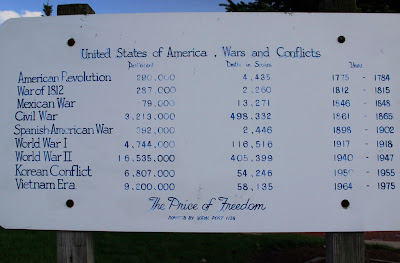 United States of America , Wars and Conflicts
Deaths in
American Revolution 290,000 4,435 1775 - 1784
War of 1812 287,000 2,260 1812 - 1815
Mexican War 79,000 13,271 1846 - 1848
Civil War 3,213,000 498,332 1861 - 1865
Spanish-American War 392,000 2,446 1898 - 1902
World War I 4,744,000 116,516 1917 - 1918
World War II 16,535,000 405,399 1940 - 1947
Korean Conflict 6,807,000 54,246 1950 - 1955
Vietnam Era 9,200,000 58,135 1964 - 1975
The Price of Freedom